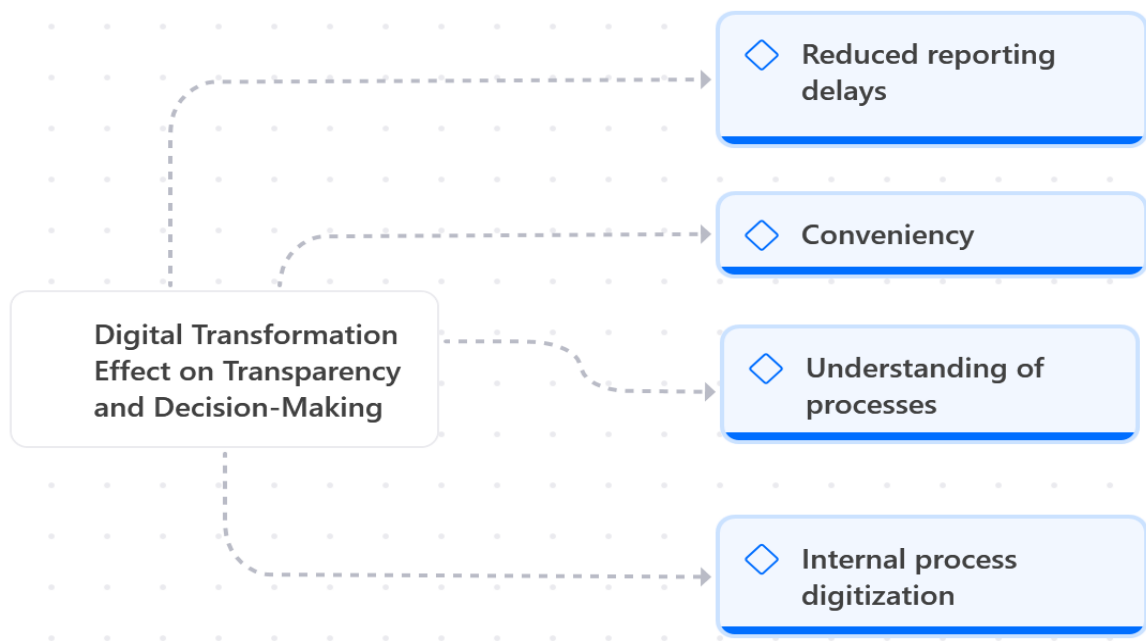 Reduced reporting
delays
Conveniency
Digital Transformation
Effect on Transparency
and Decision-Making
Understanding of
processes
Internal process
digitization